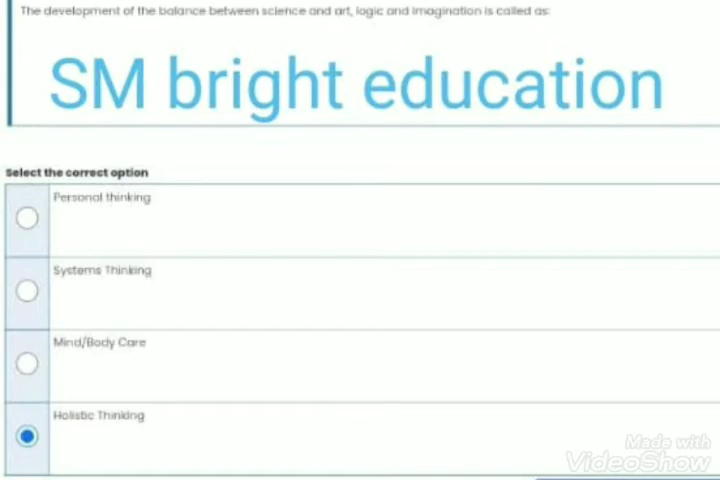 The development of the balance between science and art, logic and imagination is called as:
SM bright education
Select the correct option
Personal thinking
Systems Thinking
Mind/Body Care
Holistic Thinking
Made with
VideoShow